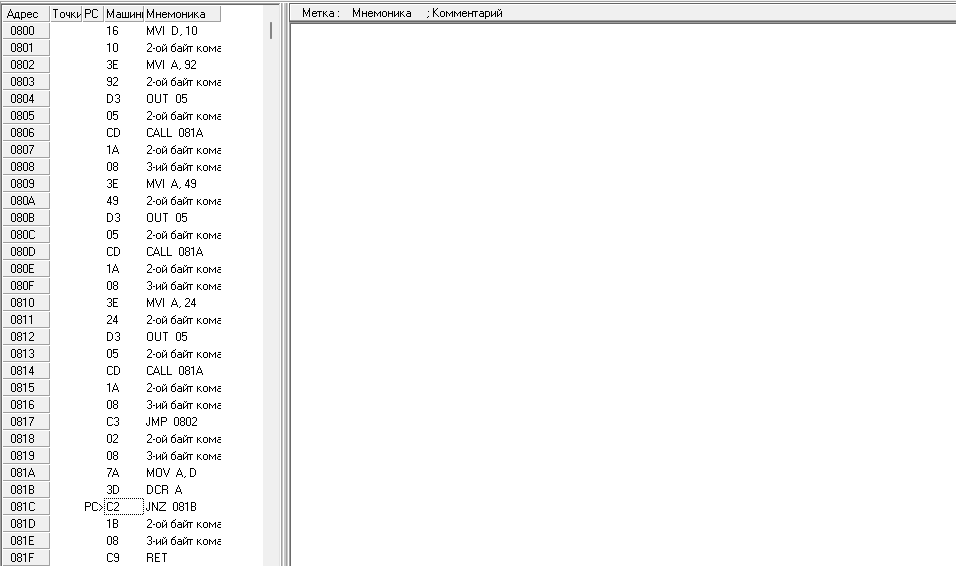 Адрес Точки PC Машин Мнемоника Метка : Мнемоника ; Комментарий
0800 16 MVI D, 10
0801 10 2-ой байт кома
0802 3E MVI A, 92
0803 92 2-ой байт кома
0804 D3 OUT 05
0805 05 2-ой байт кома
0806 CD CALL 081A
0807 1A 2-ой байт кома
0808 08 3-ий байт кома
0809 3E MVI A, 49
080A 49 2-ой байт кома
080B D3 OUT 05
080C 05 2-ой байт кома
080D CD CALL 081A
080E 1A 2-ой байт кома
080F 08 3-ий байт кома
0810 3E MVI A, 24
0811 24 2-ой байт кома
0812 D3 OUT 05
0813 05 2-ой байт кома
0814 CD CALL 081A
0815 1A 2-ой байт кома
0816 08 3-ий байт кома
0817 C3 JMP 0802
0818 02 2-ой байт кома
0819 08 3-ий байт кома
081A 7A MOV A, D
081B 3D DCR A
081C PC> C2 JNZ 081B
081D 1B 2-ой байт кома
081E 08 3-ий байт кома
081F C9 RET